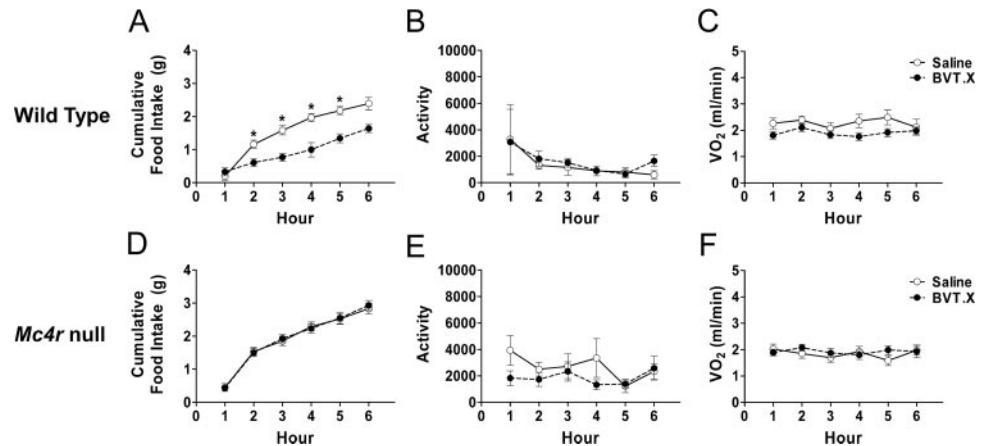 A
B
C
Wild Type
Cumulative
Food Intake (g)
4
3
2
1
0
* * * *
0 1 2 3 4 5 6
Hour
Activity
10000
8000
6000
4000
2000
0
0 1 2 3 4 5 6
Hour
VO2 (ml/min)
5
4
3
2
1
0
0 1 2 3 4 5 6
Hour
Saline
BVT.X
D
E
F
Mc4r null
Cumulative
Food Intake (g)
4
3
2
1
0
0 1 2 3 4 5 6
Hour
Activity
10000
8000
6000
4000
2000
0
0 1 2 3 4 5 6
Hour
VO2 (ml/min)
5
4
3
2
1
0
0 1 2 3 4 5 6
Hour
Saline
BVT.X